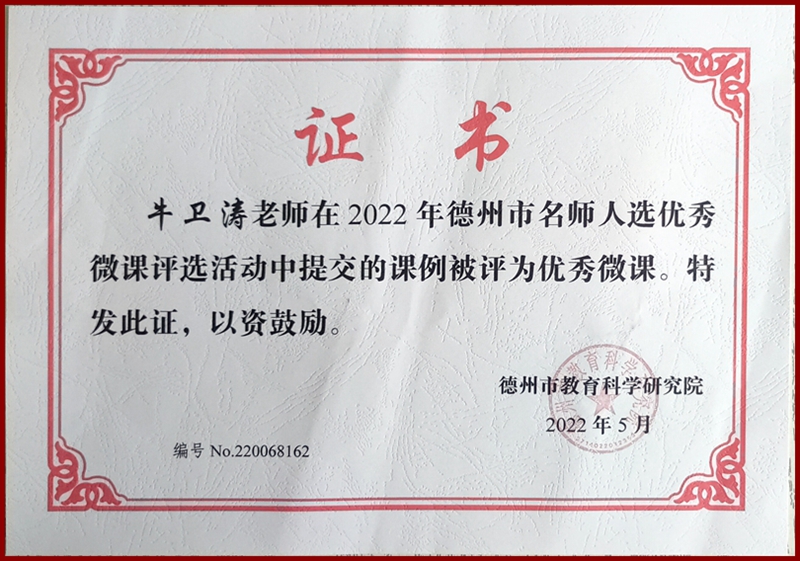 证 书
牛卫涛老师在2022年德州市名师人选优秀
微课评选活动中提交的课例被评为优秀微课。特
发此证，以资鼓励。
德州市教育科学研究院
2022年5月
编号 No.220068162